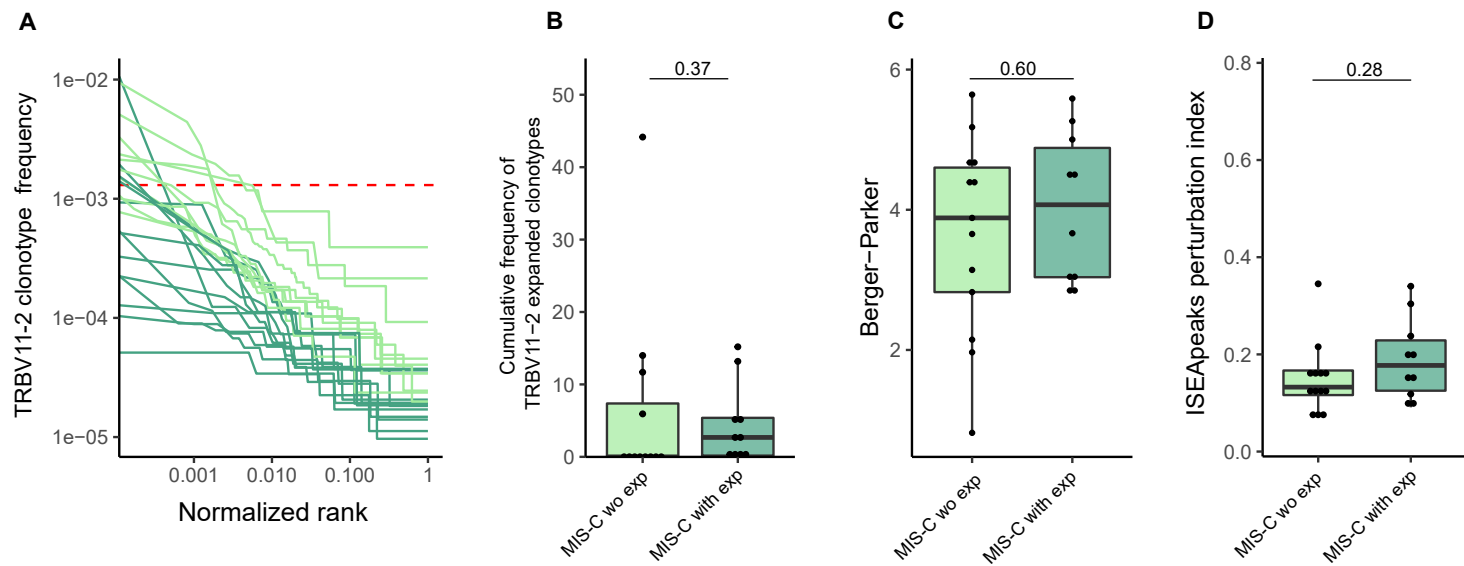 A
TRBV11-2 clonotype frequency
1e−02
1e−03
1e−04
1e−05
0.001
0.010
0.100
1
Normalized rank
B
Cumulative frequency of
TRBV11−2 expanded clonotypes
50
40
30
20
10
0
0.37
MIS-C wo exp
MIS-C with exp
C
Berger−Parker
6
4
2
0.60
MIS-C wo exp
MIS-C with exp
D
ISEApeaks perturbation index
0.8
0.6
0.4
0.2
0.0
0.28
MIS-C wo exp
MIS-C with exp